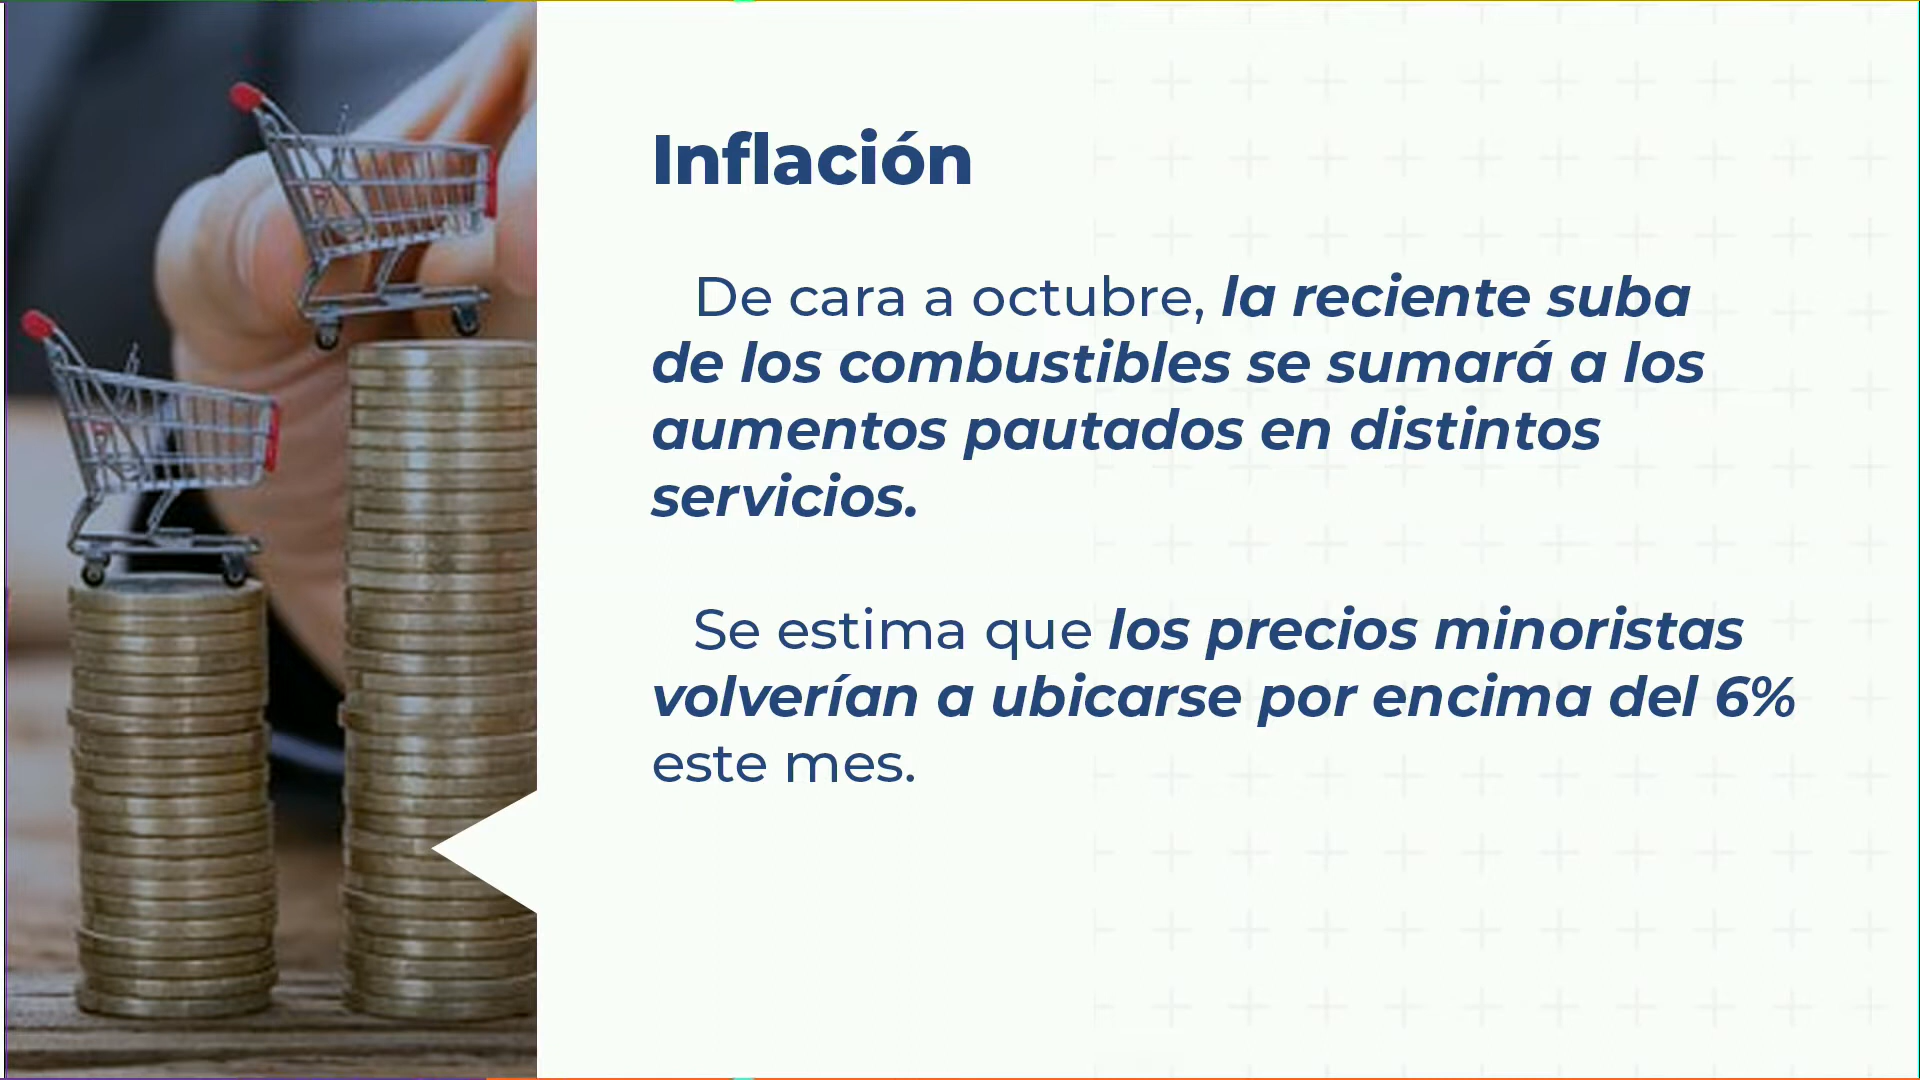 Inflación
De cara a octubre, la reciente suba
de los combustibles se sumará a los
aumentos pautados en distintos
servicios.
Se estima que los precios minoristas
volverían a ubicarse por encima del 6%
este mes.